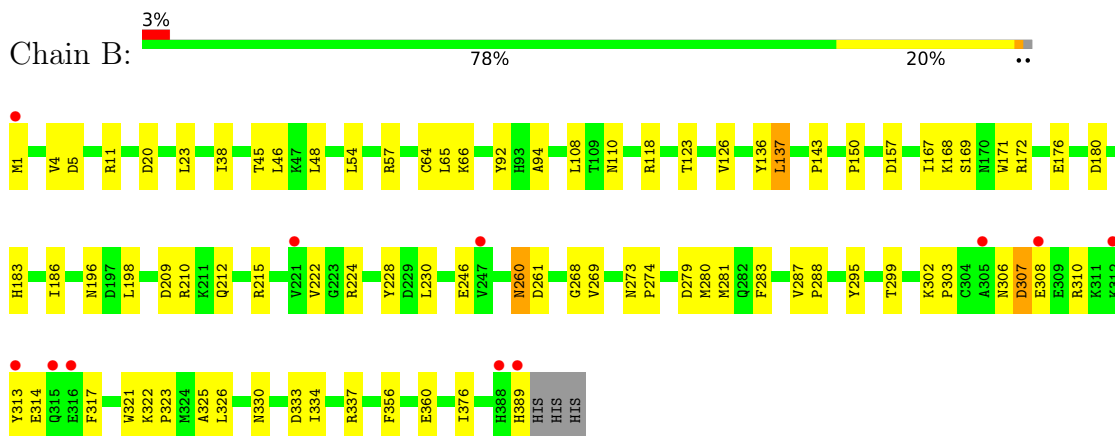 3%
Chain B:
78% 20% ••
M1 V4 D5 R11 D20 L23 I38 T45 L46 K47 L48 L54 R57 C64 L65 K66 Y92 H93 A94 L108 T109 N110 R118 T123 V126 Y136 L137 P143 P150 D157 I167 K168 S169 N170 W171 R172 E176 D180
H183 I186 N196 D197 L198 D209 R210 K211 Q212 R215 V221 V222 G223 R224 Y228 D229 L230 E246 V247 N260 D261 G268 V269 N273 P274 D279 M280 M281 Q282 F283 V287 P288 Y295 T299 K302 P303 C304 A305 N306 D307 E308 E309 R310 K311 K312
Y313 E314 Q315 E316 F317 W321 K322 P323 M324 A325 L326 N330 D333 I334 R337 F356 E360 I376 H388 H389 HIS HIS HIS